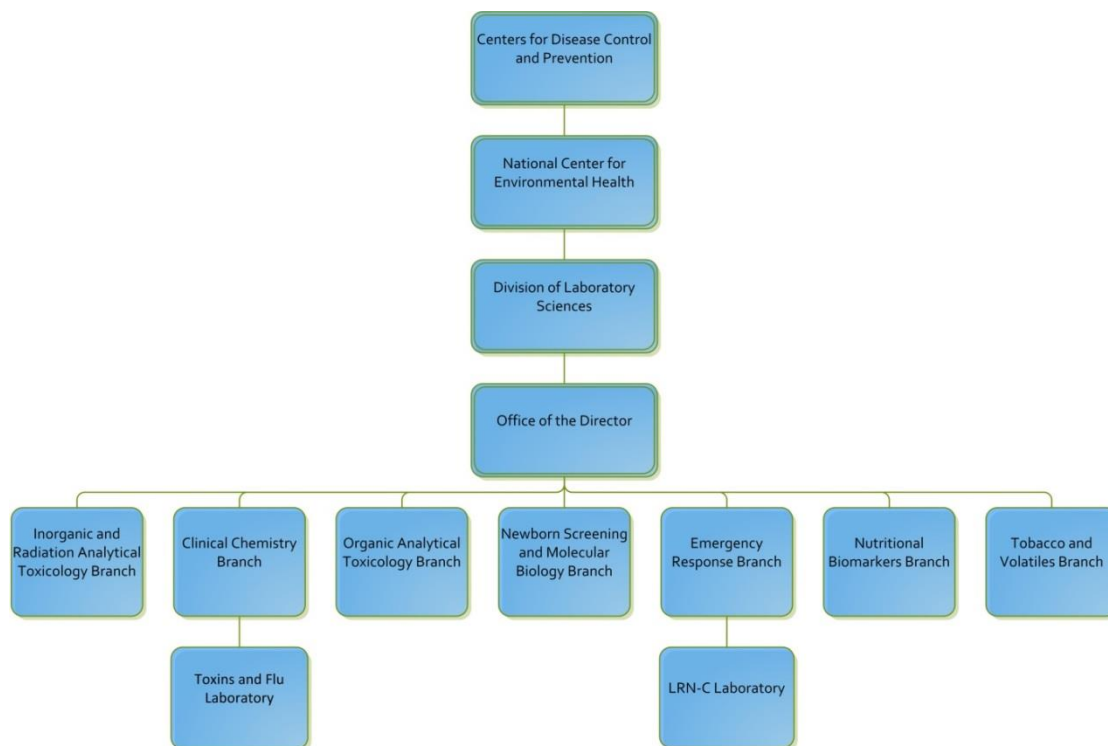 Centers for Disease Control
and Prevention
National Center for
Environmental Health
Division of Laboratory
Sciences
Office of the Director
Inorganic and
Radiation Analytical
Toxicology Branch
Clinical Chemistry
Branch
Organic Analytical
Toxicology Branch
Newborn Screening
and Molecular
Biology Branch
Emergency
Response Branch
Nutritional
Biomarkers Branch
Tobacco and
Volatiles Branch
Toxins and Flu
Laboratory
LRN-C Laboratory